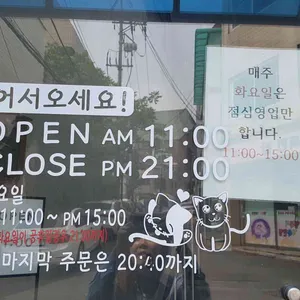 어서오세요!
OPEN AM 11:00
CLOSE PM 21:00
요일
11:00~ PM 15:00
마지막 주문은 20:40까지
매주
화요일은
점심영업만
합니다.
11:00~15:00